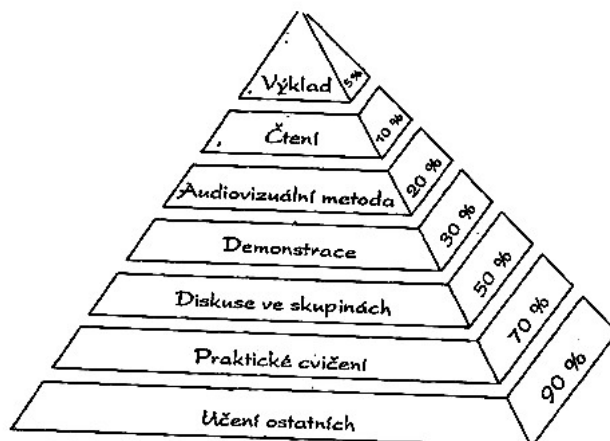 Výklad 5%
Čtení 10 %
Audiovizuální metoda 20 %
Demonstrace 30 %
Diskuse ve skupinách 50 %
Praktické cvičení 70 %
Učení ostatních 90 %